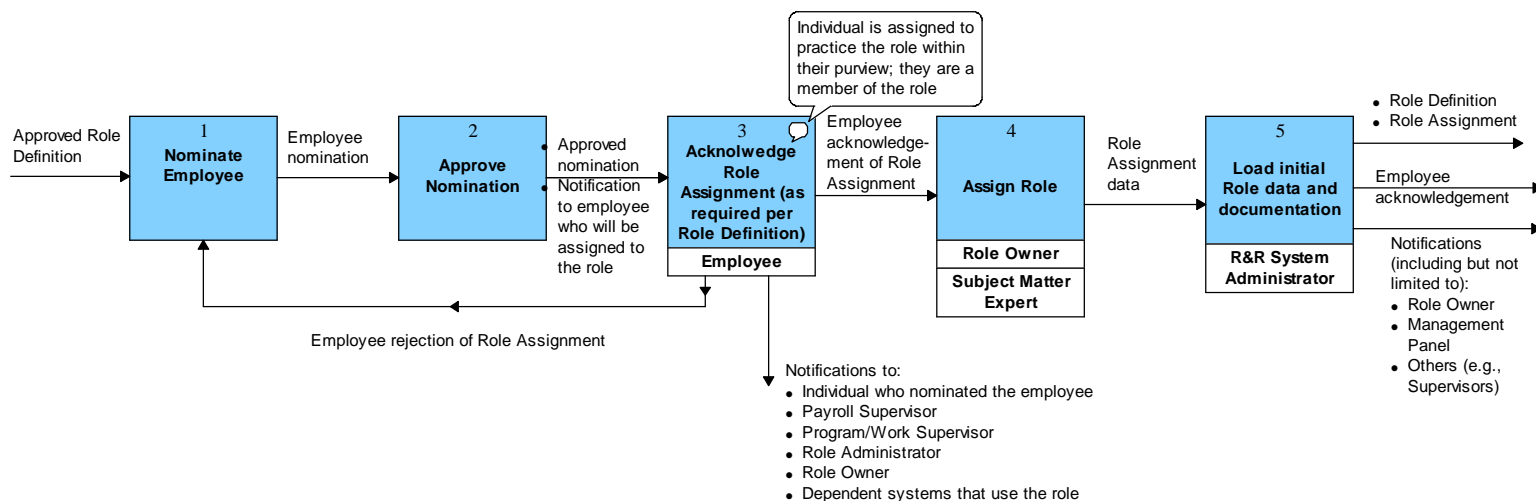 Individual is assigned to
practice the role within
their purview; they are a
member of the role
Approved Role
Definition
1
Nominate
Employee
Employee
nomination
2
Approve
Nomination
• Approved
nomination
• Notification
to employee
who will be
assigned to
the role
3
Acknolwedge
Role
Assignment (as
required per
Role Definition)
Employee
Employee
acknowledge-
ment of Role
Assignment
4
Assign Role
Role Owner
Subject Matter
Expert
Role
Assignment
data
5
Load initial
Role data and
documentation
R&R System
Administrator
• Role Definition
• Role Assignment
Employee
acknowledgement
Notifications
(including but not
limited to):
• Role Owner
• Management
Panel
• Others (e.g.,
Supervisors)
Employee rejection of Role Assignment
Notifications to:
• Individual who nominated the employee
• Payroll Supervisor
• Program/Work Supervisor
• Role Administrator
• Role Owner
• Dependent systems that use the role